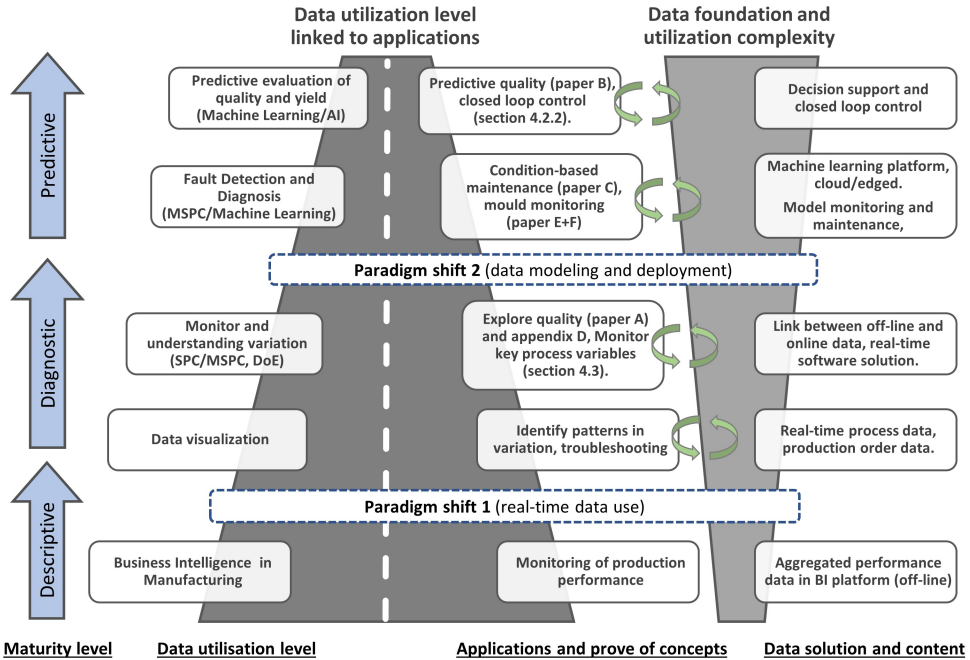 Data utilization level
linked to applications
Data foundation and
utilization complexity
Predictive
Predictive evaluation of
quality and yield
(Machine Learning/AI)
Predictive quality (paper B),
closed loop control
(section 4.2.2).
Decision support and
closed loop control
Fault Detection and
Diagnosis
(MSPC/Machine Learning)
Condition-based
maintenance (paper C),
mould monitoring
(paper E+F)
Machine learning platform,
cloud/edged.
Model monitoring and
maintenance,
Paradigm shift 2 (data modeling and deployment)
Diagnostic
Monitor and
understanding variation
(SPC/MSPC, DoE)
Explore quality (paper A)
and appendix D, Monitor
key process variables
(section 4.3).
Link between off-line and
online data, real-time
software solution.
Data visualization
Identify patterns in
variation, troubleshooting
Real-time process data,
production order data.
Paradigm shift 1 (real-time data use)
Descriptive
Business Intelligence in
Manufacturing
Monitoring of production
performance
Aggregated performance
data in BI platform (off-line)
Maturity level
Data utilisation level
Applications and prove of concepts
Data solution and content